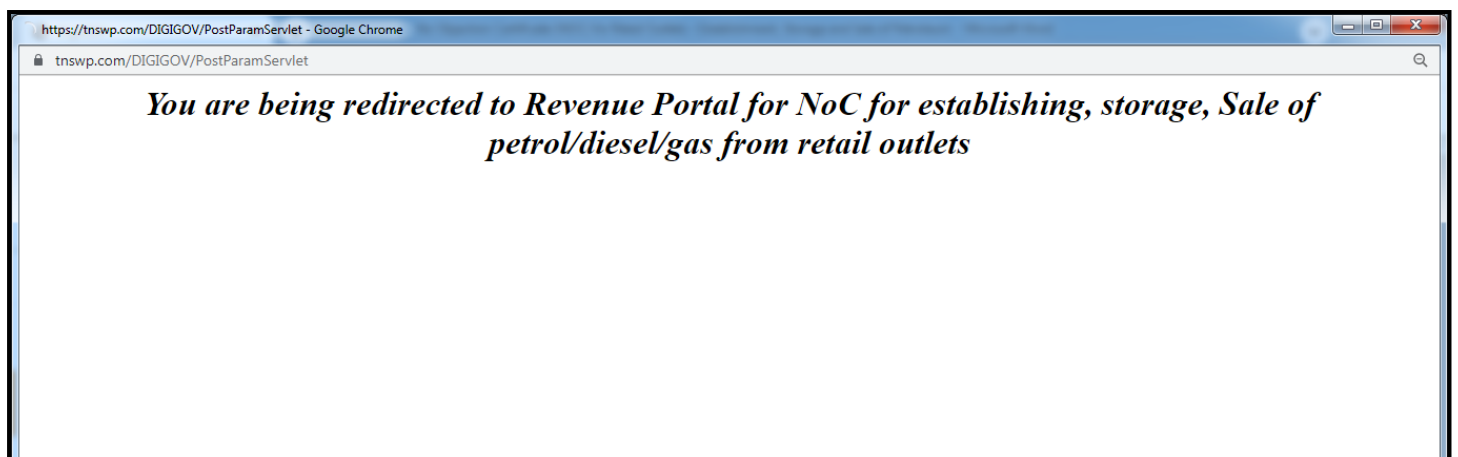 https://tnswp.com/DIGIGOV/PostParamServlet - Google Chrome
tnswp.com/DIGIGOV/PostParamServlet
You are being redirected to Revenue Portal for NoC for establishing, storage, Sale of
petrol/diesel/gas from retail outlets